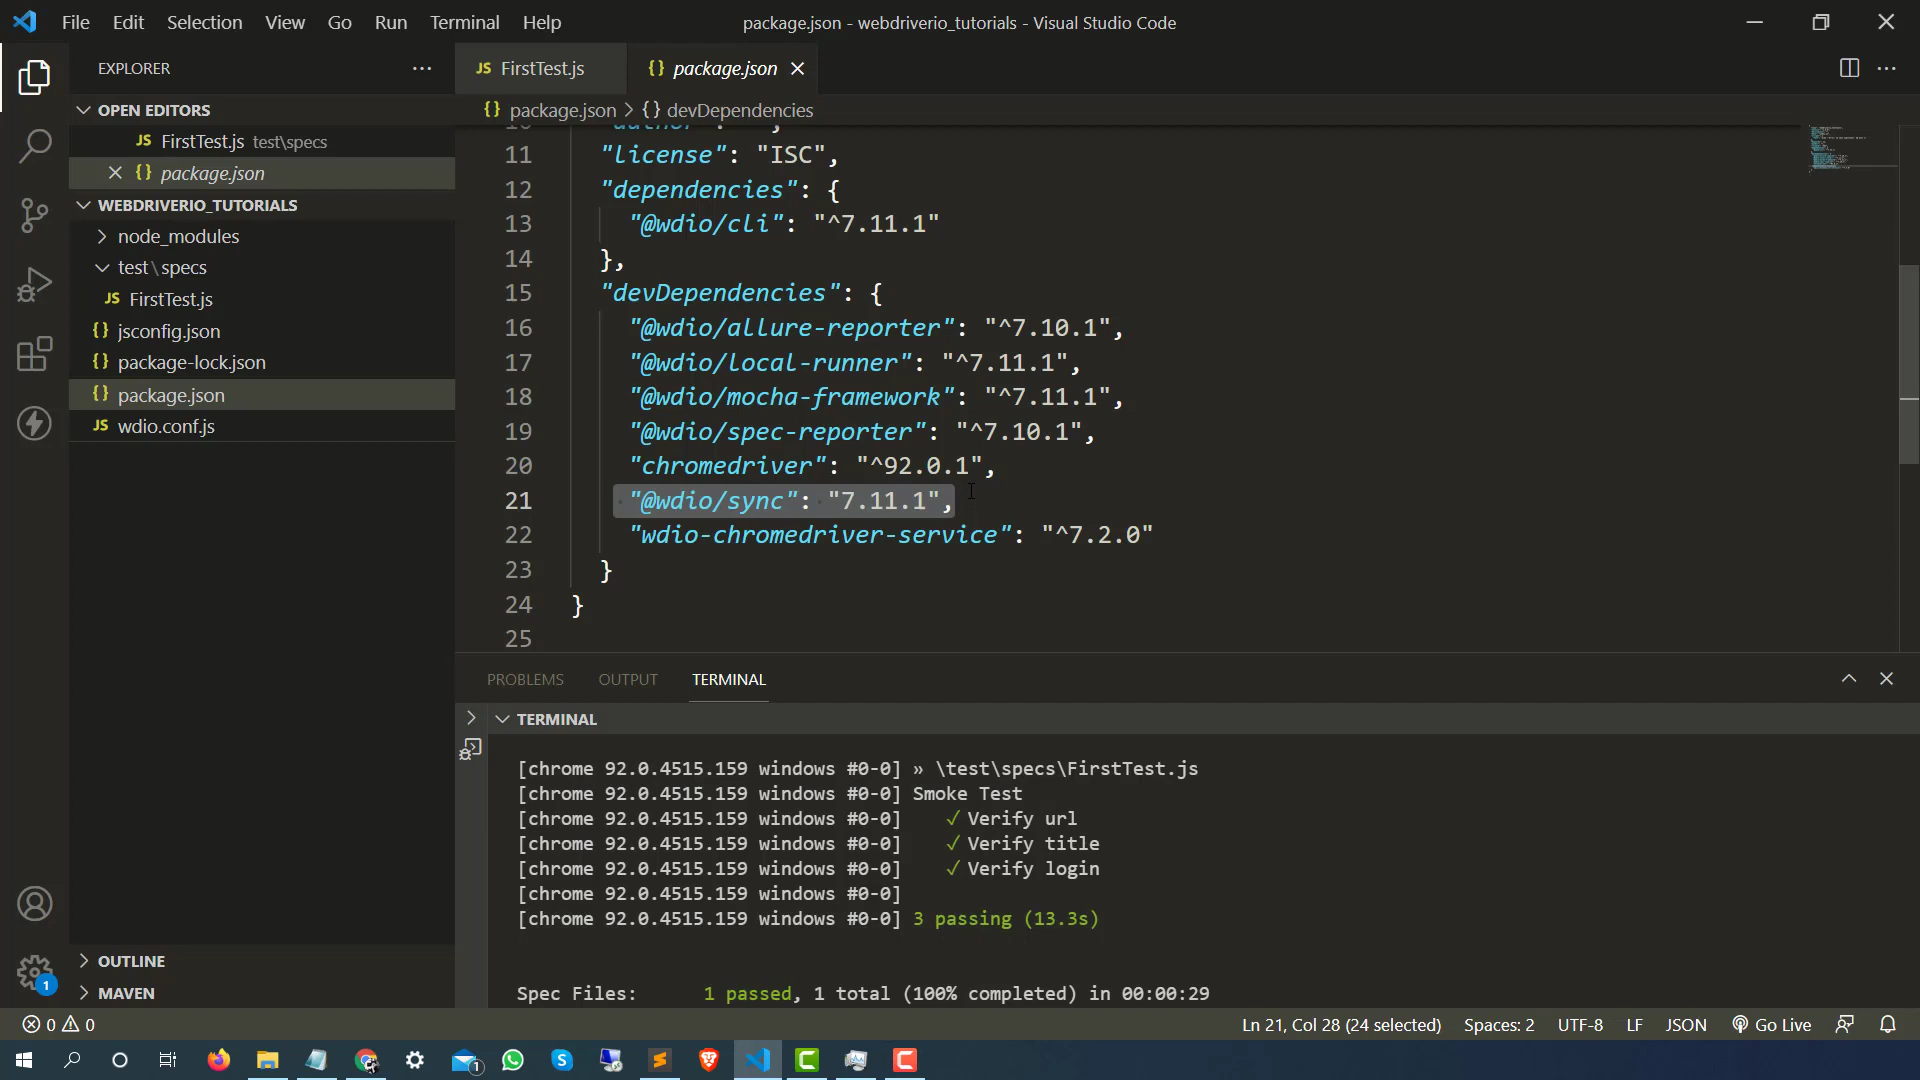 File Edit Selection View Go Run Terminal Help
package.json - webdriverio_tutorials - Visual Studio Code
EXPLORER
FirstTest.js
package.json
OPEN EDITORS
package.json > {} devDependencies
FirstTest.js test\specs
package.json
WEBDRIVERIO_TUTORIALS
node_modules
test\specs
FirstTest.js
jsconfig.json
package-lock.json
package.json
wdio.conf.js
OUTLINE
MAVEN
11 "license": "ISC",
12 "dependencies": {
13 "@wdio/cli": "^7.11.1"
14 },
15 "devDependencies": {
16 "@wdio/allure-reporter": "^7.10.1",
17 "@wdio/local-runner": "^7.11.1",
18 "@wdio/mocha-framework": "^7.11.1",
19 "@wdio/spec-reporter": "^7.10.1",
20 "chromedriver": "^92.0.1",
21 "@wdio/sync": "7.11.1",
22 "wdio-chromedriver-service": "^7.2.0"
23 }
24 }
25
PROBLEMS OUTPUT TERMINAL
TERMINAL
[chrome 92.0.4515.159 windows #0-0] » \test\specs\FirstTest.js
[chrome 92.0.4515.159 windows #0-0] Smoke Test
[chrome 92.0.4515.159 windows #0-0] ✓ Verify url
[chrome 92.0.4515.159 windows #0-0] ✓ Verify title
[chrome 92.0.4515.159 windows #0-0] ✓ Verify login
[chrome 92.0.4515.159 windows #0-0]
[chrome 92.0.4515.159 windows #0-0] 3 passing (13.3s)
Spec Files: 1 passed, 1 total (100% completed) in 00:00:29
1
0 0
Ln 21, Col 28 (24 selected) Spaces: 2 UTF-8 LF JSON Go Live
1